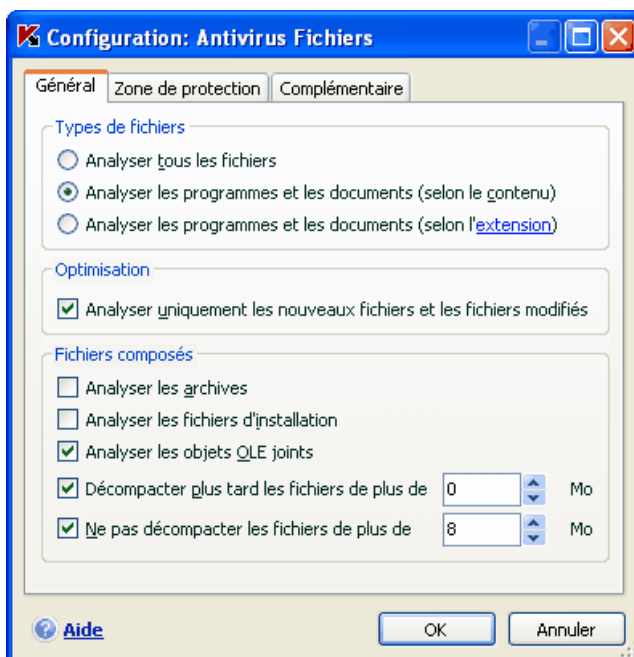 Configuration: Antivirus Fichiers
Général Zone de protection Complémentaire
Types de fichiers
Analyser tous les fichiers
Analyser les programmes et les documents (selon le contenu)
Analyser les programmes et les documents (selon l'extension)
Optimisation
Analyser uniquement les nouveaux fichiers et les fichiers modifiés
Fichiers composés
Analyser les archives
Analyser les fichiers d'installation
Analyser les objets OLE joints
Décompacter plus tard les fichiers de plus de 0 Mo
Ne pas décompacter les fichiers de plus de 8 Mo
Aide OK Annuler